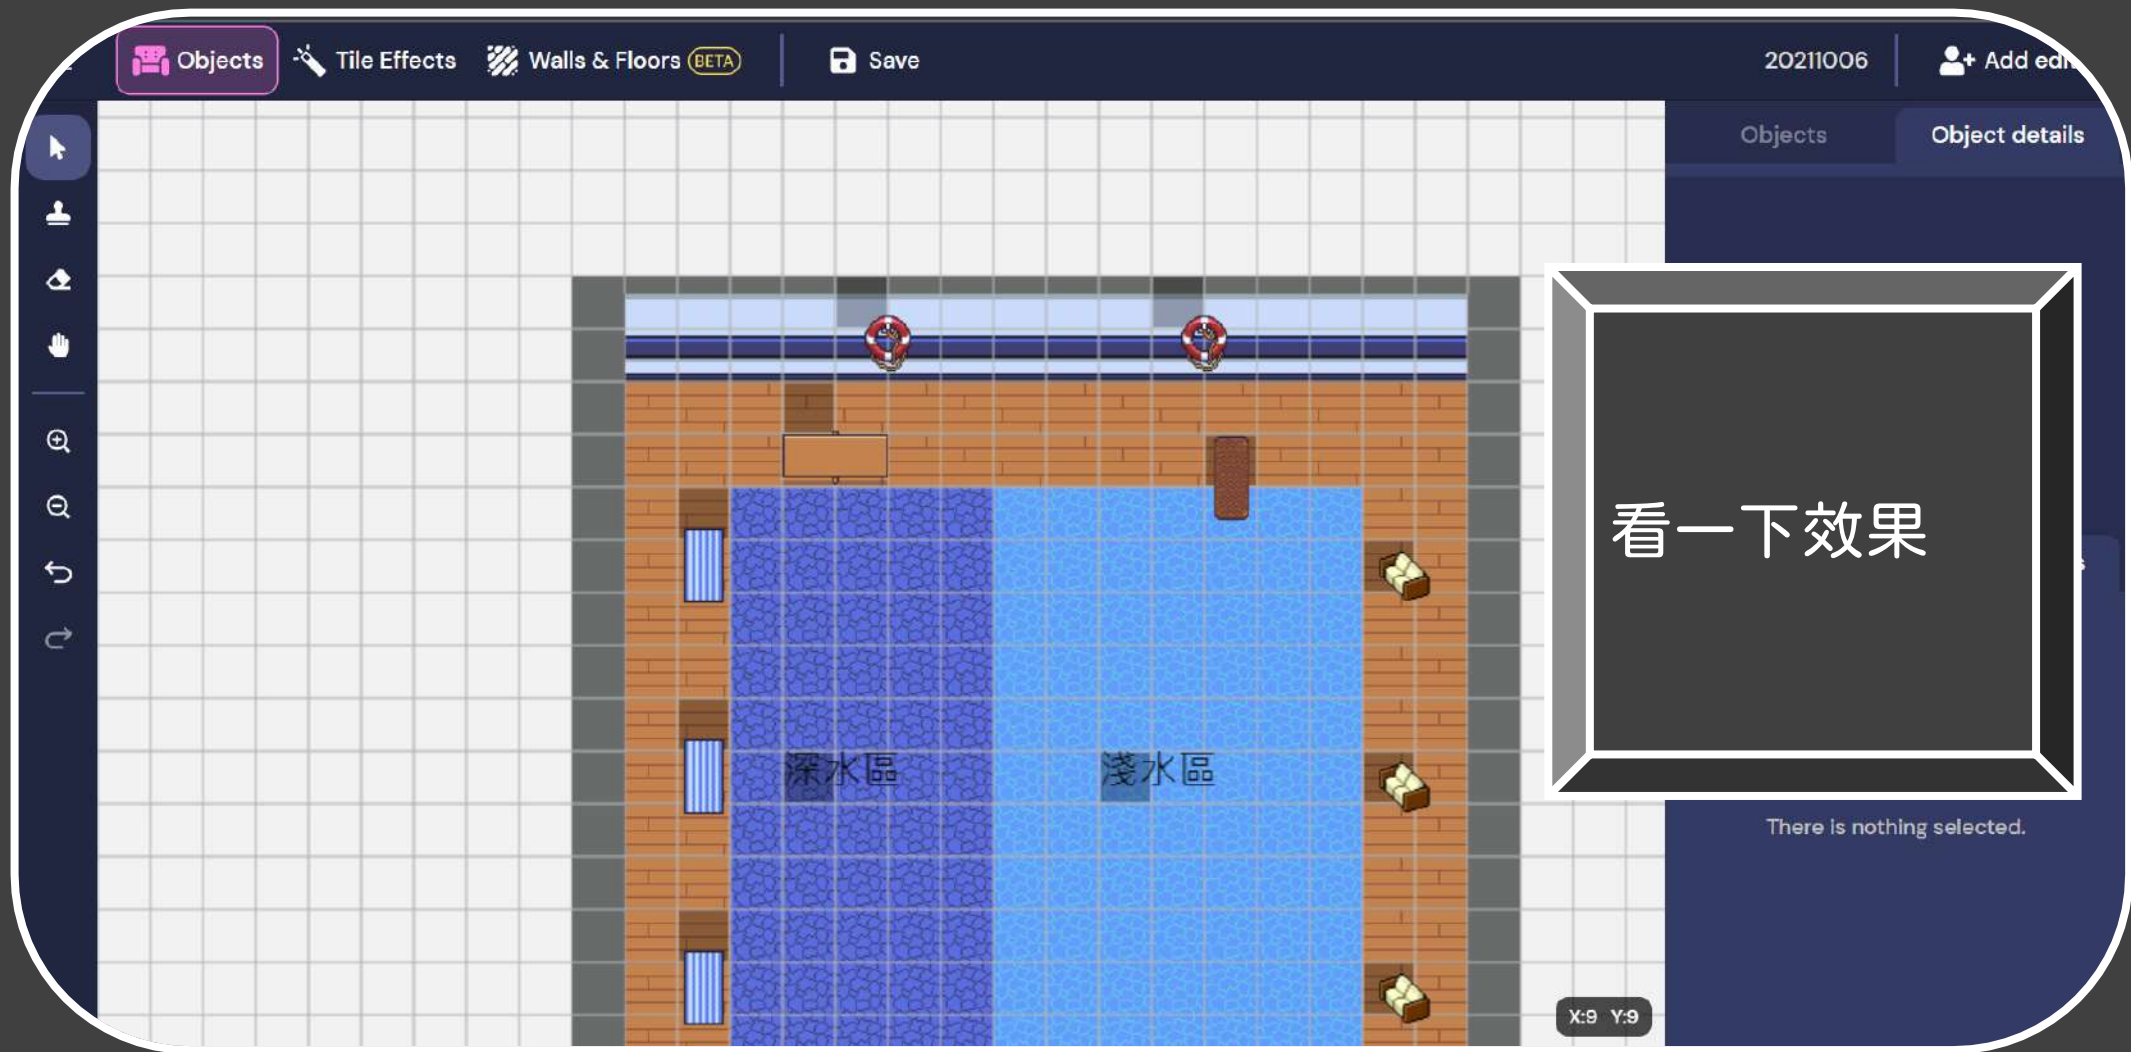 Objects
Tile Effects
Walls & Floors BETA
Save
20211006
Add
Objects
Object details
看一下效果
深水區
淺水區
There is nothing selected.
X:9 Y:9